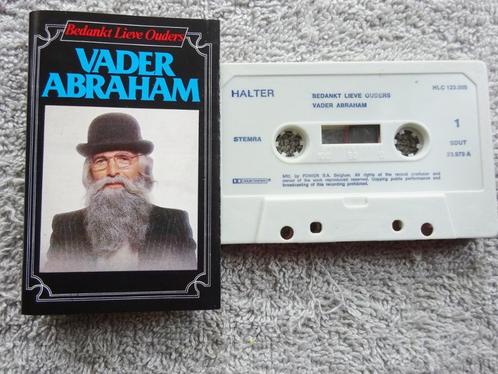 Bedankt Lieve Ouders
VADER
ABRAHAM
HALTER
BEDANKT LIEVE OUDERS
VADER ABRAHAM
HLC 123.005
STEMRA
1
SDUT
23.979 A
Mfd. by POWER S.A. Belgium. All rights of the record producer and
owner of the work reproduced reserved. Copying public performance and
broadcasting of this recording prohibited.